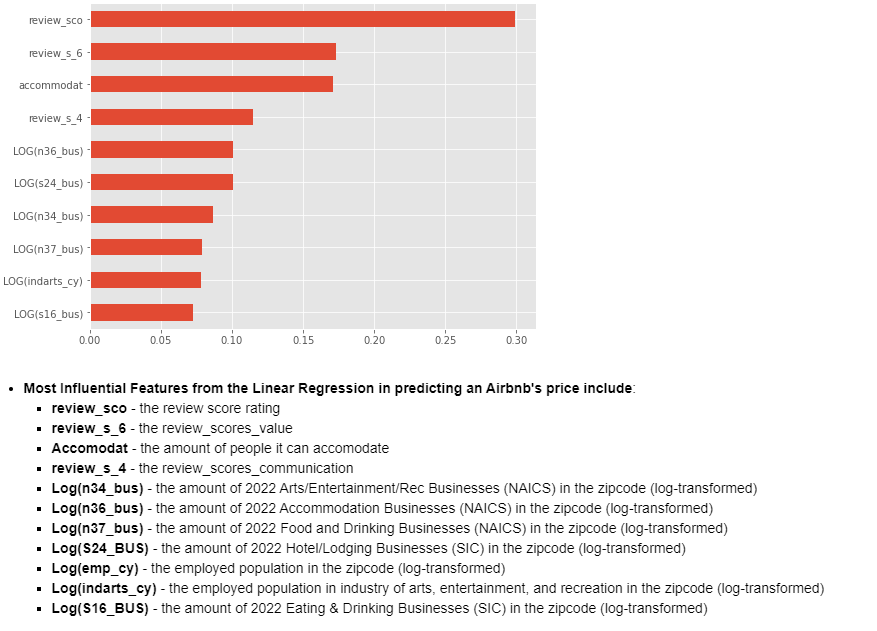 review_sco
review_s_6
accommodat
review_s_4
LOG(n36_bus)
LOG(s24_bus)
LOG(n34_bus)
LOG(n37_bus)
LOG(indarts_cy)
LOG(s16_bus)
0.00 0.05 0.10 0.15 0.20 0.25 0.30
• Most Influential Features from the Linear Regression in predicting an Airbnb's price include:
▪ review_sco - the review score rating
▪ review_s_6 - the review_scores_value
▪ Accomodat - the amount of people it can accomodate
▪ review_s_4 - the review_scores_communication
▪ Log(n34_bus) - the amount of 2022 Arts/Entertainment/Rec Businesses (NAICS) in the zipcode (log-transformed)
▪ Log(n36_bus) - the amount of 2022 Accommodation Businesses (NAICS) in the zipcode (log-transformed)
▪ Log(n37_bus) - the amount of 2022 Food and Drinking Businesses (NAICS) in the zipcode (log-transformed)
▪ Log(S24_BUS) - the amount of 2022 Hotel/Lodging Businesses (SIC) in the zipcode (log-transformed)
▪ Log(emp_cy) - the employed population in the zipcode (log-transformed)
▪ Log(indarts_cy) - the employed population in industry of arts, entertainment, and recreation in the zipcode (log-transformed)
▪ Log(S16_BUS) - the amount of 2022 Eating & Drinking Businesses (SIC) in the zipcode (log-transformed)